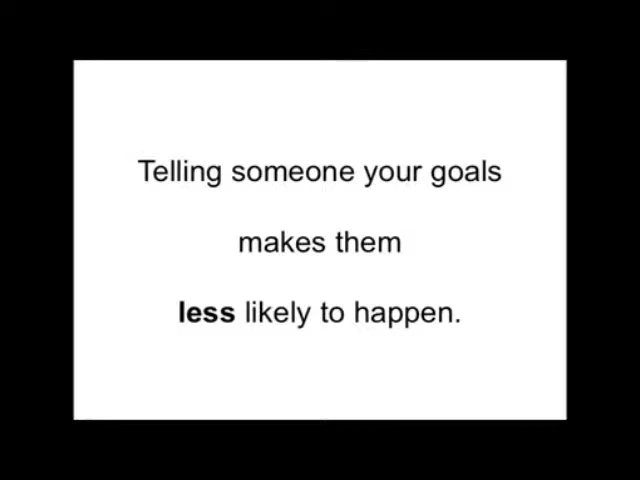 Telling someone your goals
makes them
less likely to happen.